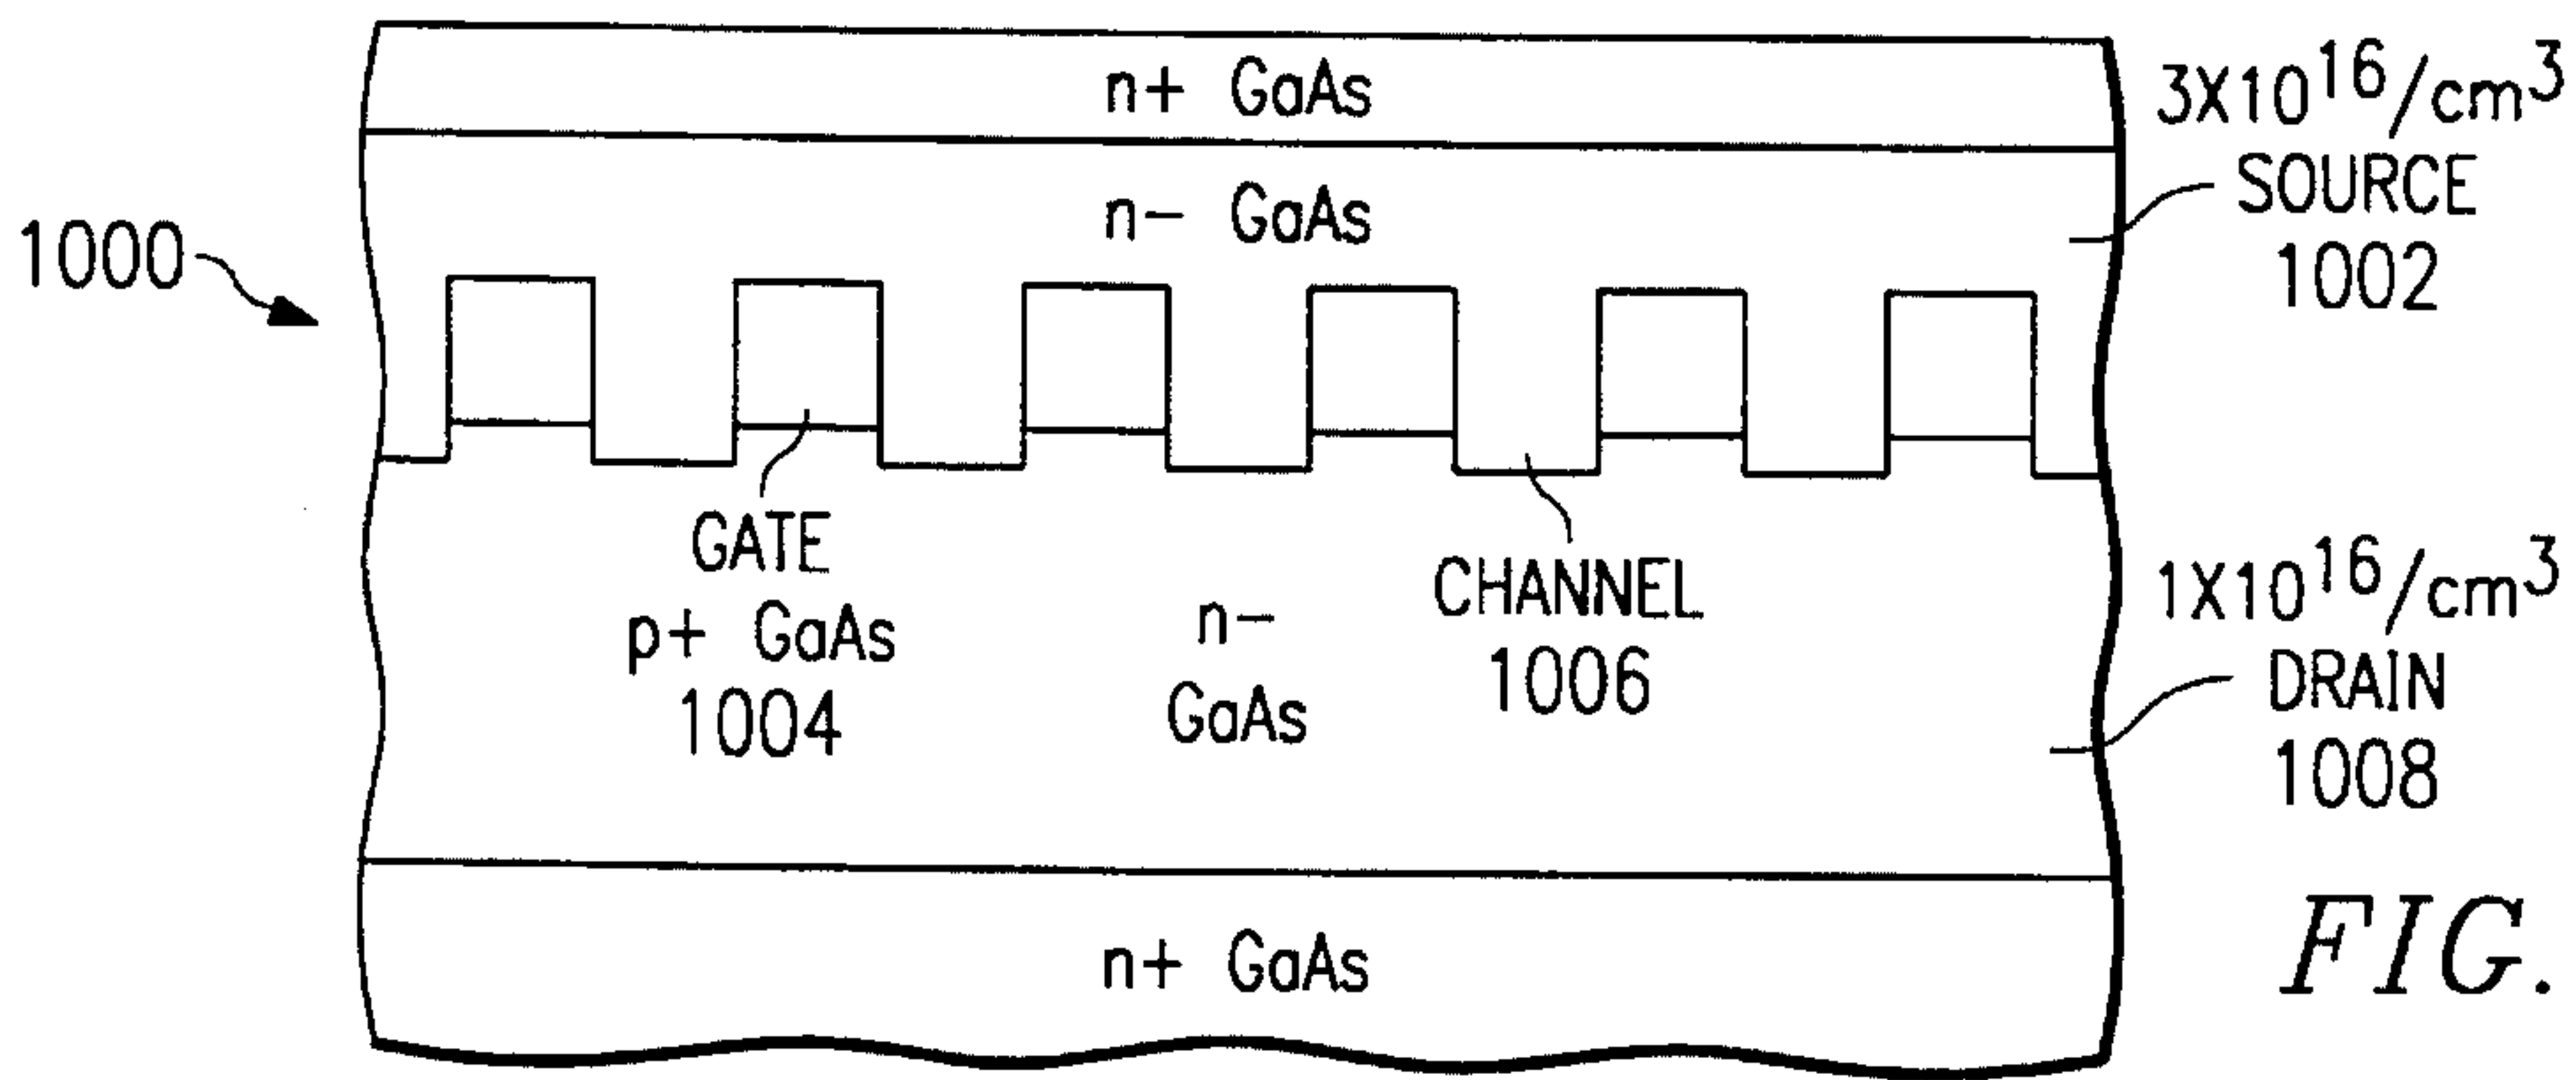 n+ GaAs
3X10^16/cm^3
n- GaAs
SOURCE
1002
1000
GATE
p+ GaAs
1004
n-
GaAs
CHANNEL
1006
1X10^16/cm^3
DRAIN
1008
n+ GaAs
FIG.